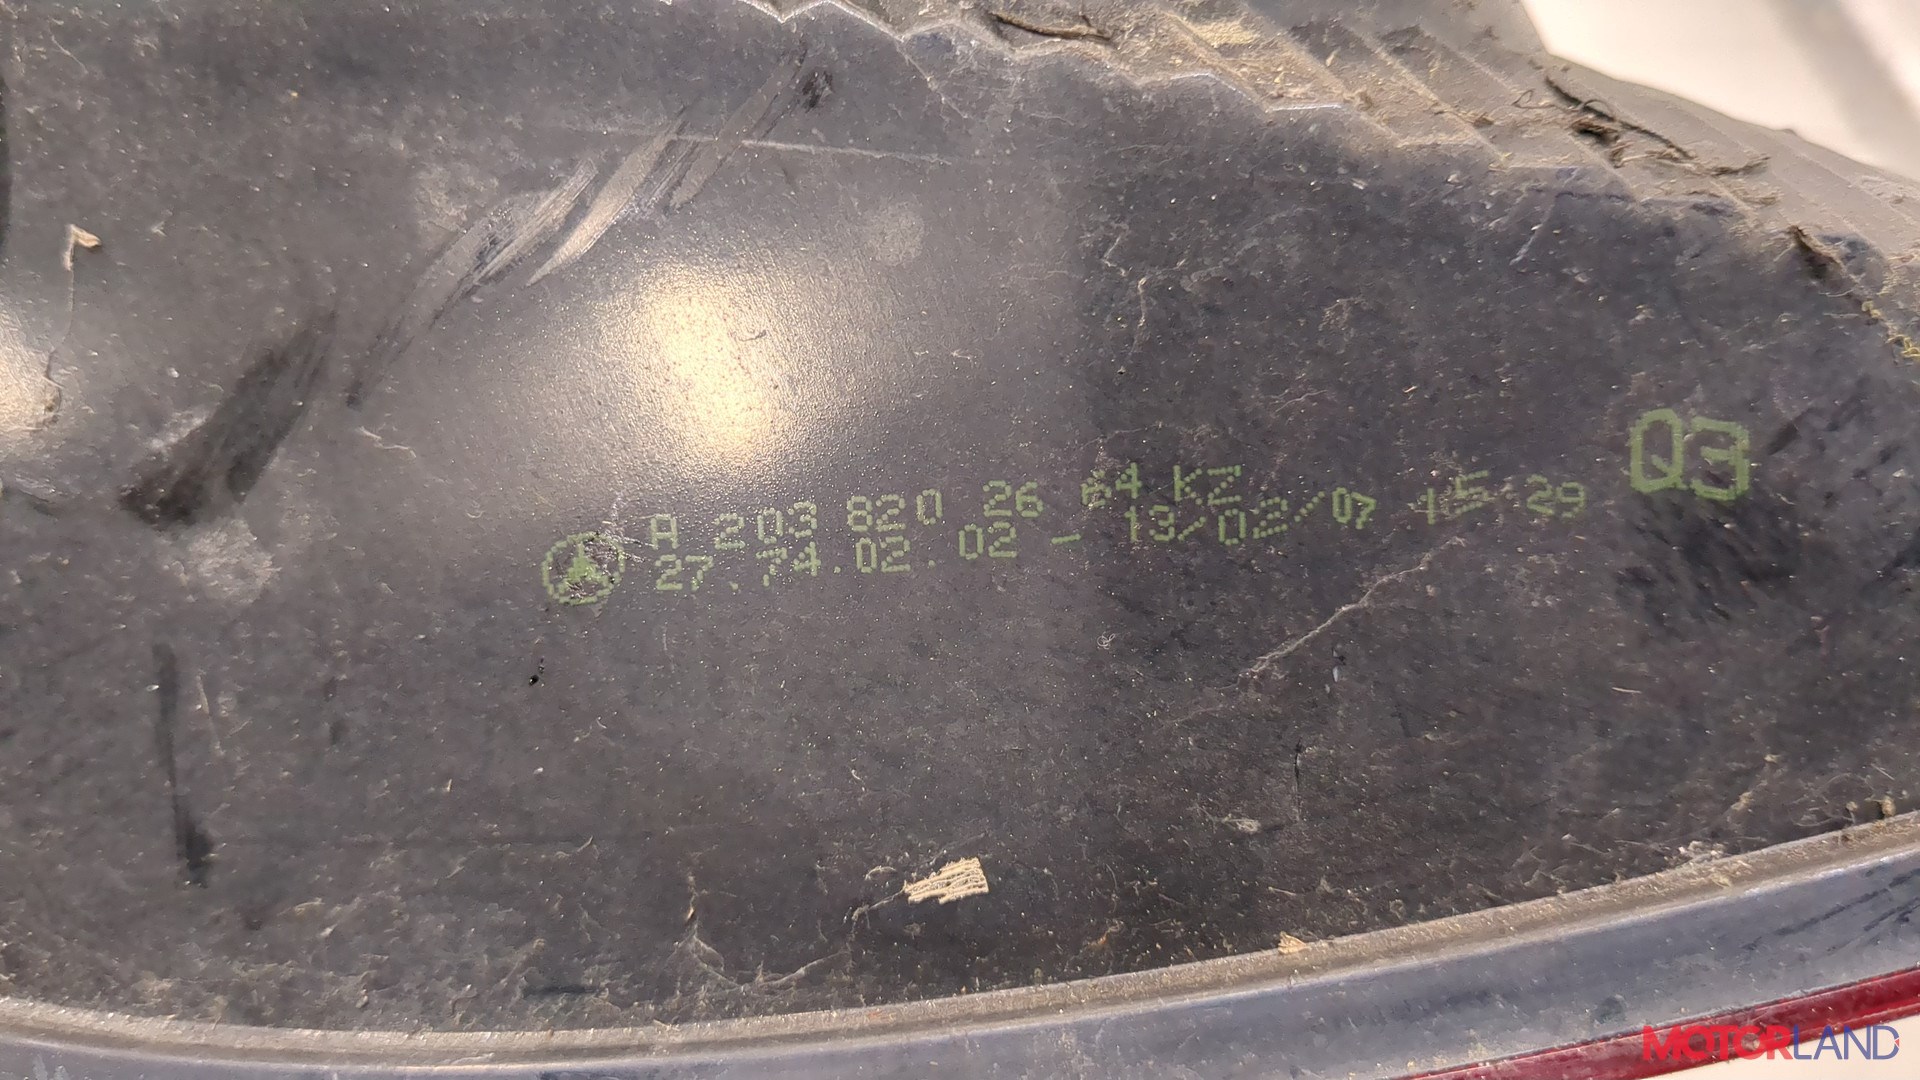 A 203 820 26 64 KZ
27.74.02.02 - 13/02/07 15:29
Q3
MOTORLAND